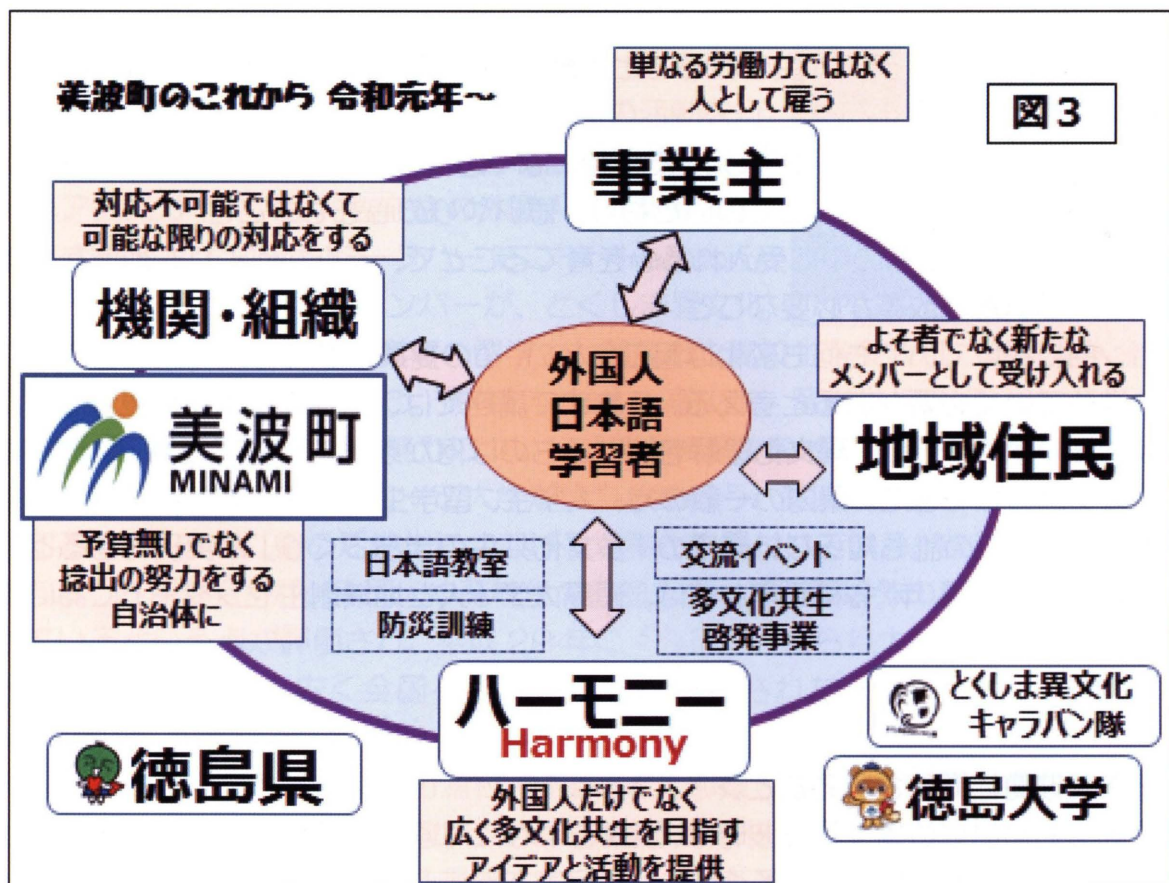 美波町のこれから 令和元年～
図3
単なる労働力ではなく
人として雇う
事業主
対応不可能ではなくて
可能な限りの対応をする
機関・組織
美波町
MINAMI
予算無しでなく
捻出の努力をする
自治体に
外国人
日本語
学習者
よそ者でなく新たな
メンバーとして受け入れる
地域住民
日本語教室
防災訓練
交流イベント
多文化共生
啓発事業
ハーモニー
Harmony
外国人だけでなく
広く多文化共生を目指す
アイデアと活動を提供
徳島県
とくしま異文化
キャラバン隊
徳島大学